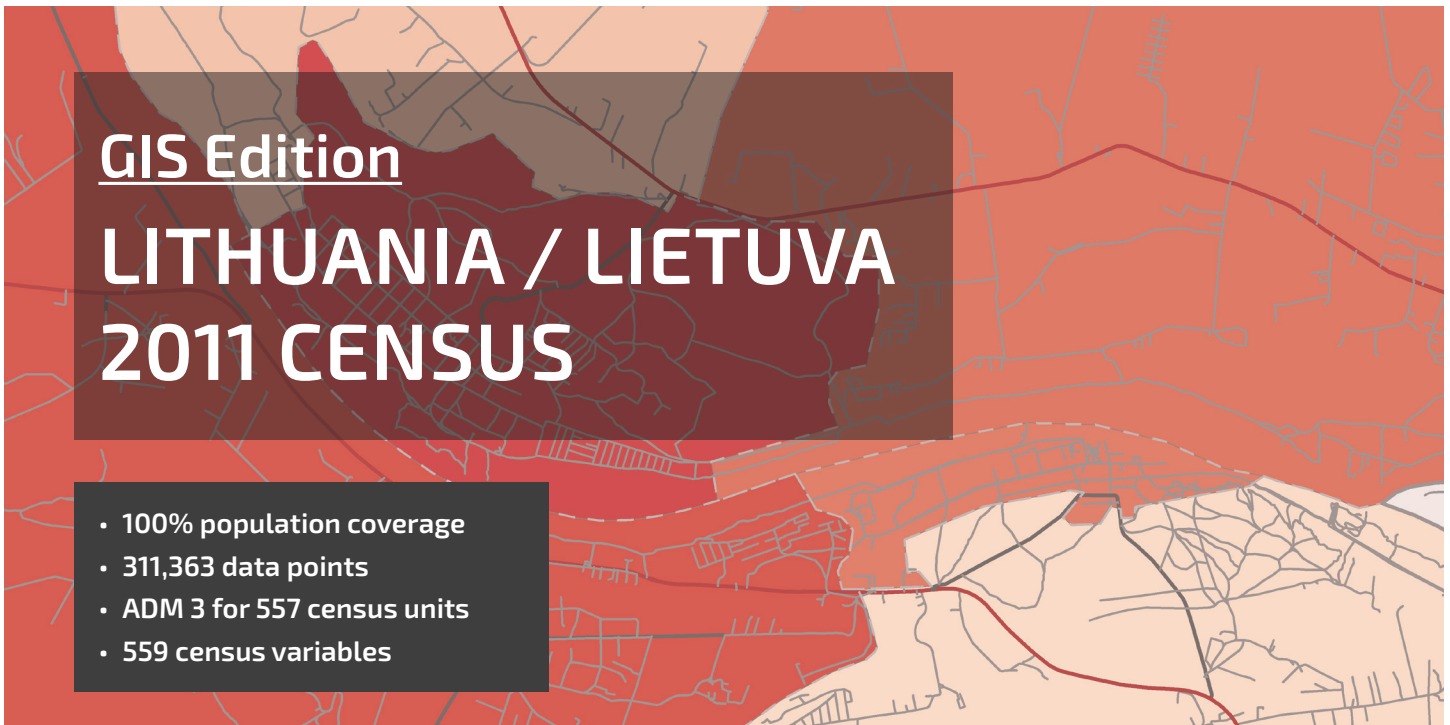 GIS Edition
LITHUANIA / LIETUVA
2011 CENSUS
• 100% population coverage
• 311,363 data points
• ADM 3 for 557 census units
• 559 census variables